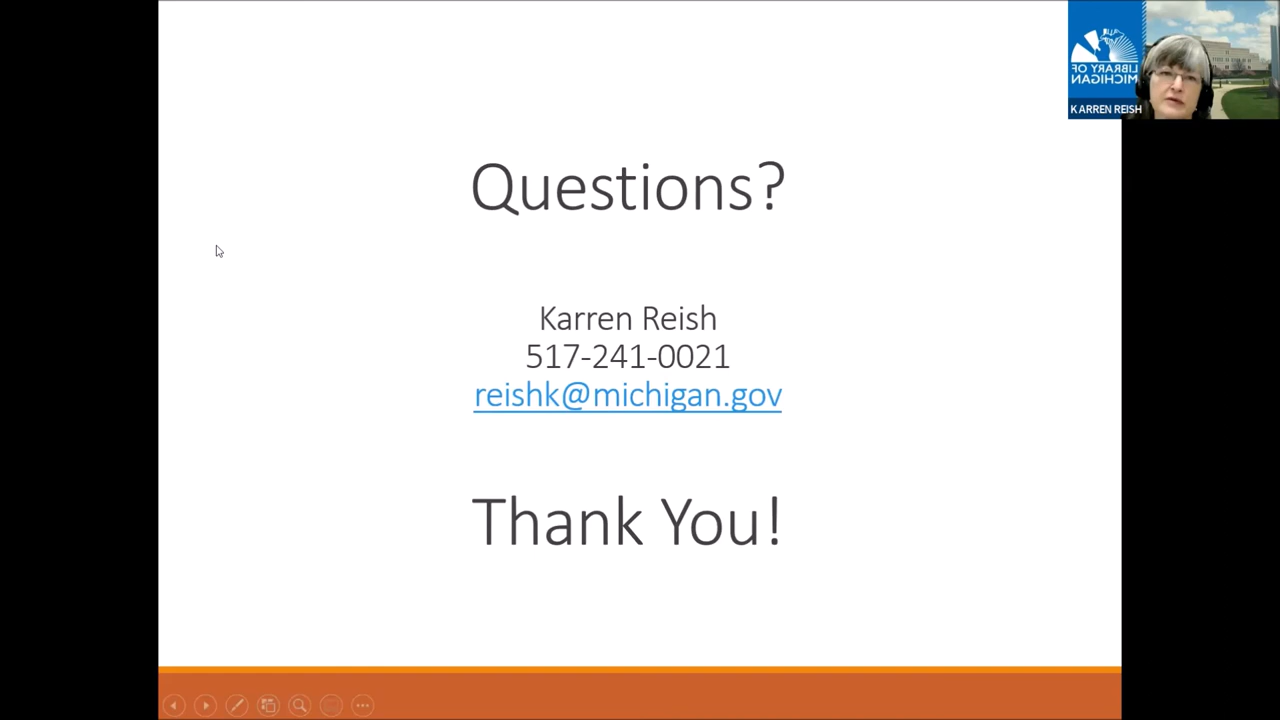 LIBRARY OF
MICHIGAN
KARREN REISH
Questions?
Karren Reish
517-241-0021
reishk@michigan.gov
Thank You!